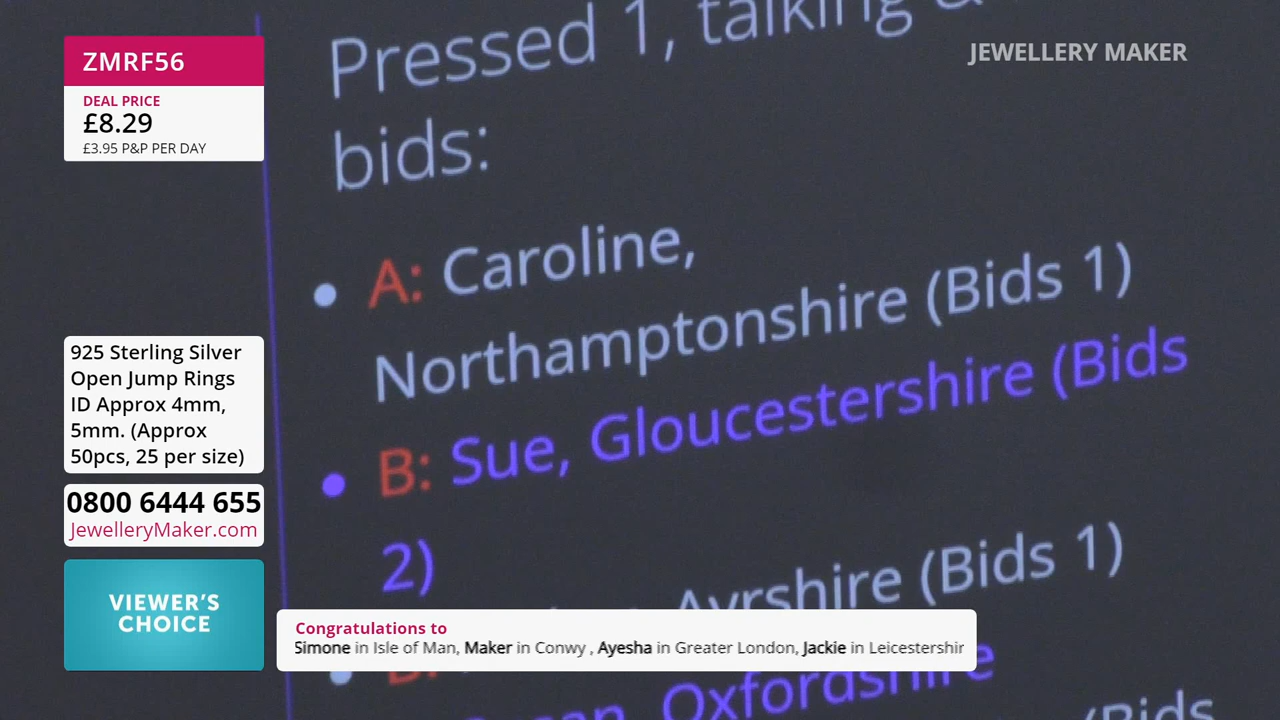 ZMRF56
DEAL PRICE
£8.29
£3.95 P&P PER DAY
JEWELLERY MAKER
Pressed 1, talking
bids:
• A: Caroline,
Northamptonshire (Bids 1)
• B: Sue, Gloucestershire (Bids
2)
Ayrshire (Bids 1)
Oxfordshire
(Bids
925 Sterling Silver
Open Jump Rings
ID Approx 4mm,
5mm. (Approx
50pcs, 25 per size)
0800 6444 655
JewelleryMaker.com
VIEWER'S
CHOICE
Congratulations to
Simone in Isle of Man, Maker in Conwy , Ayesha in Greater London, Jackie in Leicestershir